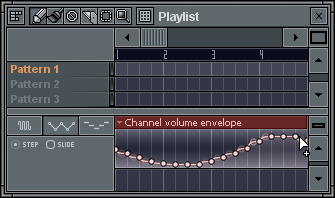 Playlist
1 2 3 4
Pattern 1
Pattern 2
Pattern 3
Channel volume envelope
STEP SLIDE